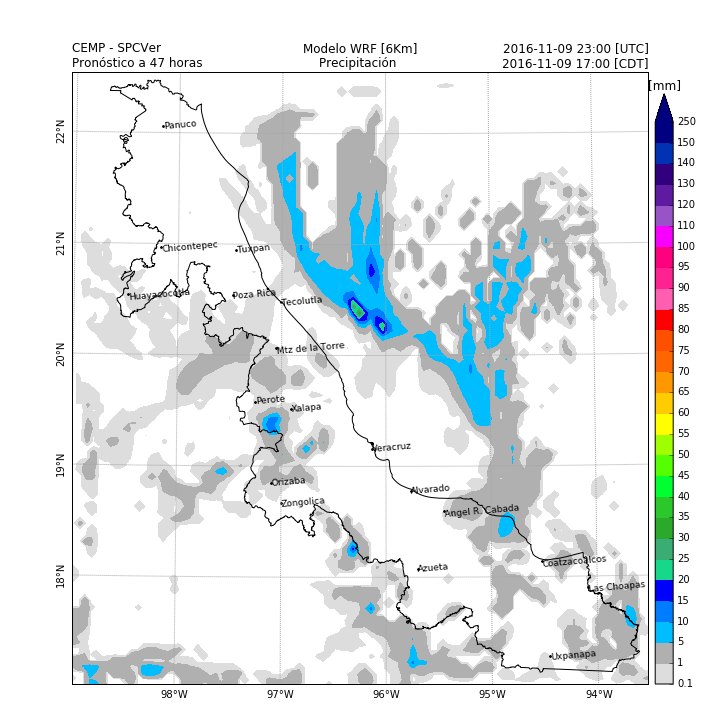 CEMP - SPCVer
Modelo WRF [6Km]
2016-11-09 23:00 [UTC]
Pronóstico a 47 horas
Precipitación
2016-11-09 17:00 [CDT]
[mm]
250
150
140
130
120
110
100
95
90
85
80
75
70
65
60
55
50
45
40
35
30
25
20
15
10
5
1
0.1
22°N
21°N
20°N
19°N
18°N
98°W
97°W
96°W
95°W
94°W
Panuco
Chicontepec
Tuxpan
Huayacocotla
Poza Rica
Tecolutla
Mtz de la Torre
Perote
Xalapa
Veracruz
Orizaba
Alvarado
Zongolica
Angel R. Cabada
Azueta
Coatzacoalcos
Las Choapas
Uxpanapa